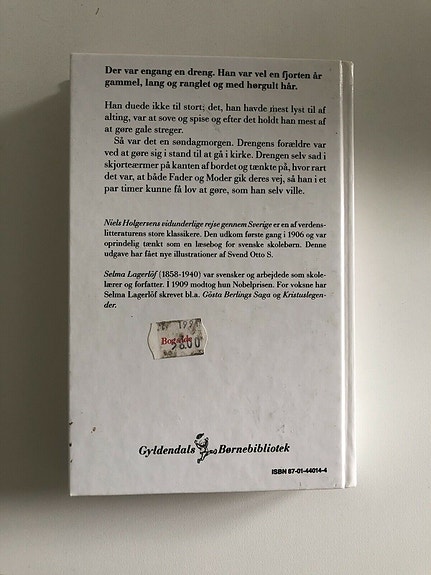 Der var engang en dreng. Han var vel en fjorten år
gammel, lang og ranglet og med hørgult hår.
Han duede ikke til stort; det, han havde mest lyst til af
alting, var at sove og spise og efter det holdt han mest af
at gøre gale streger.
Så var det en søndagmorgen. Drengens forældre var
ved at gøre sig i stand til at gå i kirke. Drengen selv sad i
skjorteærmer på kanten af bordet og tænkte på, hvor rart
det var, at både Fader og Moder gik deres vej, så han i et
par timer kunne få lov at gøre, som han selv ville.
Niels Holgersens vidunderlige rejse gennem Sverige er en af verdens-
litteraturens store klassikere. Den udkom første gang i 1906 og var
oprindelig tænkt som en læsebog for svenske skolebørn. Denne
udgave har fået nye illustrationer af Svend Otto S.
Selma Lagerlöf (1858-1940) var svensker og arbejdede som skole-
lærer og forfatter. I 1909 modtog hun Nobelprisen. For voksne har
Selma Lagerlöf skrevet bl.a. Gösta Berlings Saga og Kristuslegen-
der.
Gyldendals Børnebibliotek
ISBN 87-01-44014-4